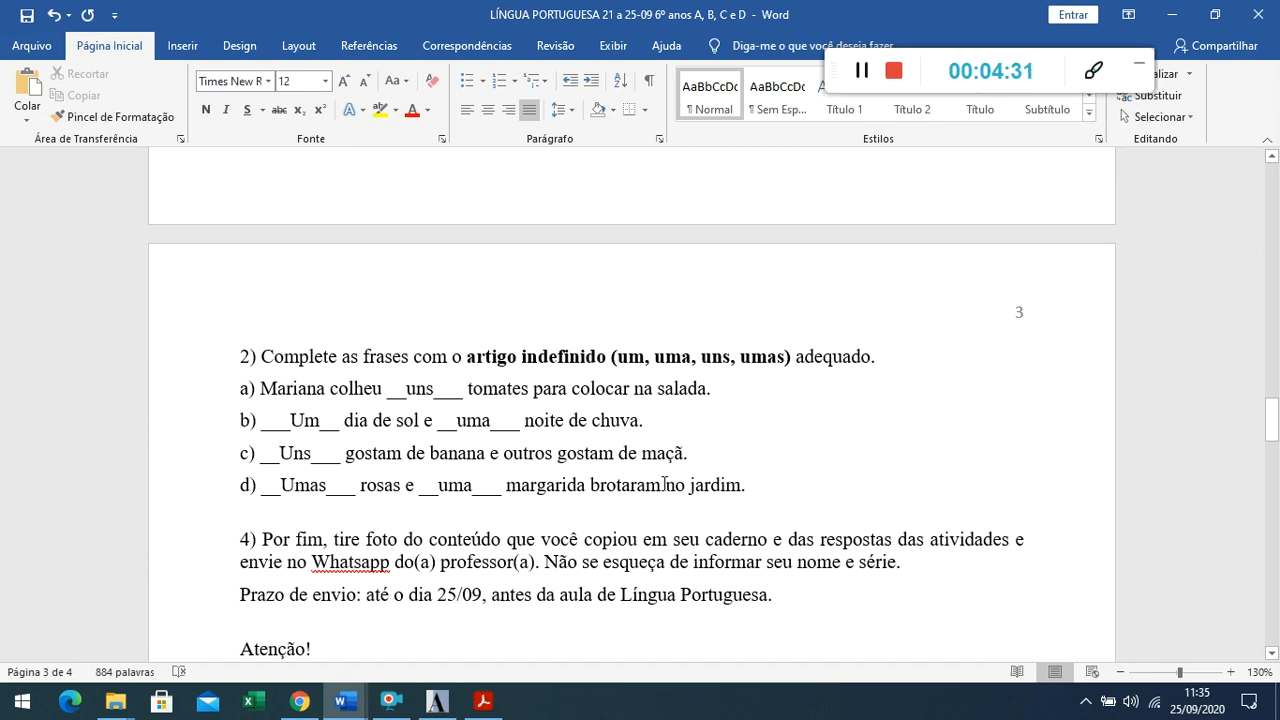 LÍNGUA PORTUGUESA 21 a 25-09 6º anos A, B, C e D - Word
Entrar
Arquivo Página Inicial Inserir Design Layout Referências Correspondências Revisão Exibir Ajuda Diga-me o que você deseja fazer Compartilhar
00:04:31
Colar
Recortar
Copiar
Pincel de Formatação
Área de Transferência
Times New R 12
N I S abc X₂ X²
Fonte
Parágrafo
AaBbCcDc AaBbCcDc
¶ Normal ¶ Sem Esp... Título 1 Título 2 Título Subtítulo
Estilos
Substituir
Selecionar
Editando
3
2) Complete as frases com o artigo indefinido (um, uma, uns, umas) adequado.
a) Mariana colheu __uns___ tomates para colocar na salada.
b) ___Um__ dia de sol e __uma___ noite de chuva.
c) __Uns___ gostam de banana e outros gostam de maçã.
d) __Umas___ rosas e __uma___ margarida brotaram no jardim.
4) Por fim, tire foto do conteúdo que você copiou em seu caderno e das respostas das atividades e
envie no Whatsapp do(a) professor(a). Não se esqueça de informar seu nome e série.
Prazo de envio: até o dia 25/09, antes da aula de Língua Portuguesa.
Atenção!
Página 3 de 4 884 palavras 130%
11:35
25/09/2020